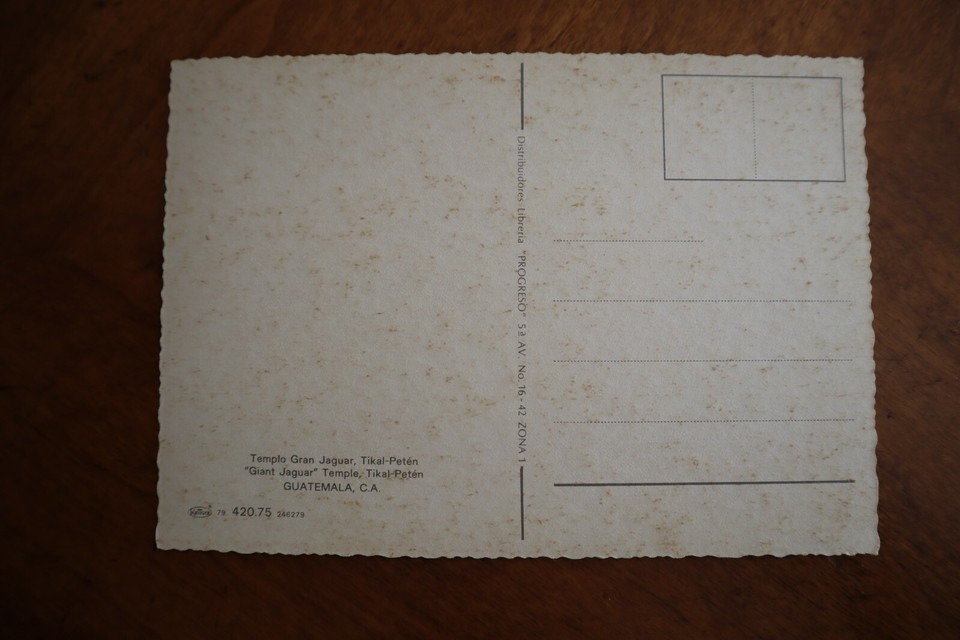 Templo Gran Jaguar, Tikal-Petén
"Giant Jaguar" Temple, Tikal-Petén
GUATEMALA, C.A.
79 420.75 246279
Distribuidores: Librería "PROGRESO" 5ª AV. No. 16 - 42 ZONA 1